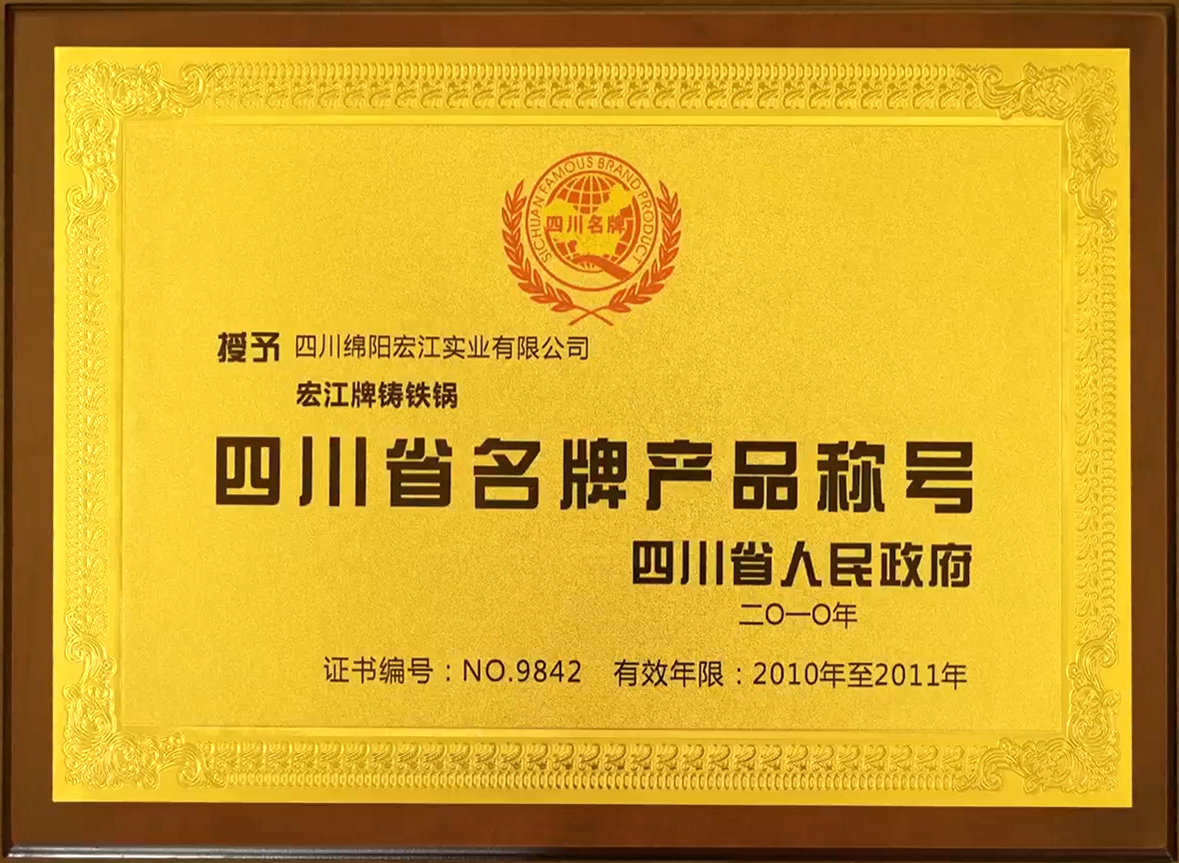 SICHUAN FAMOUS BRAND PRODUCT
四川名牌
授予 四川绵阳宏江实业有限公司
宏江牌铸铁锅
四川省名牌产品称号
四川省人民政府
二〇一〇年
证书编号：NO.9842 有效年限：2010年至2011年